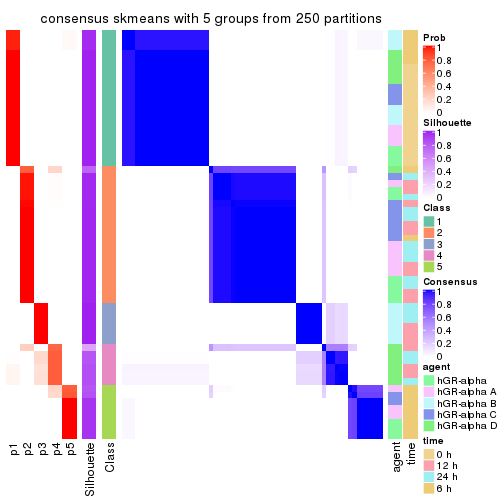 consensus skmeans with 5 groups from 250 partitions
Prob
1
0.8
0.6
0.4
0.2
0
Silhouette
1
0.8
0.6
0.4
0.2
0
Class
1
2
3
4
5
Consensus
1
0.8
0.6
0.4
0.2
0
agent
hGR-alpha
hGR-alpha A
hGR-alpha B
hGR-alpha C
hGR-alpha D
time
0 h
12 h
24 h
6 h
p1
p2
p3
p4
p5
Silhouette
Class
agent
time